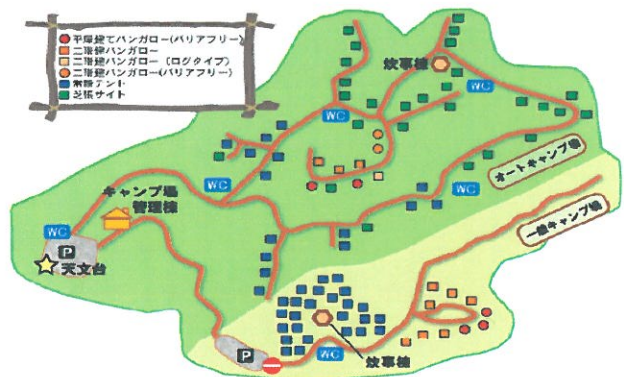 平屋建てバンガロー(バリアフリー)
二階建バンガロー
二階建バンガロー (ログタイプ)
二階建バンガロー(バリアフリー)
常設テント
芝張サイト
炊事棟
WC
WC
WC
オートキャンプ場
WC
キャンプ場
管理棟
一般キャンプ場
WC
P
天文台
P
WC
炊事棟